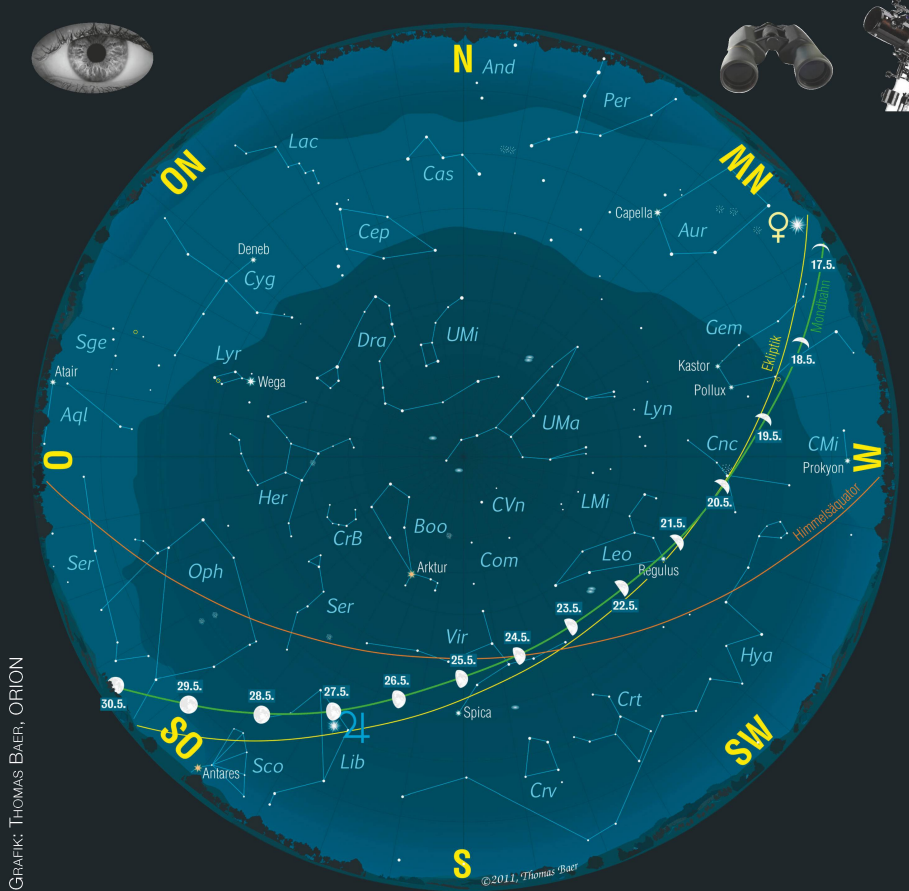 N
And
Per
Lac
Cas
NO
NW
Capella
Cep
Aur
♀
Deneb
Cyg
17.5.
Mondbahn
Sge
Dra
UMi
Gem
Ekliptik
18.5.
Atair
Lyr
Wega
Kastor
Pollux
Aql
UMa
Lyn
19.5.
Cnc
CMi
O
W
Prokyon
Her
CVn
LMi
20.5.
Himmelsäquator
CrB
Boo
21.5.
Ser
Oph
Arktur
Com
Leo
Regulus
Ser
22.5.
23.5.
Vir
24.5.
25.5.
Hya
26.5.
27.5.
28.5.
29.5.
30.5.
Crt
Spica
♃
SO
SW
Antares
Sco
Lib
Crv
S
©2011, Thomas Baer
GRAFIK: THOMAS BAER, ORION